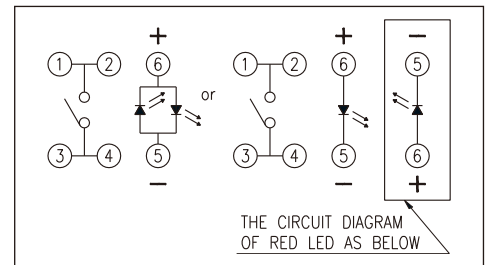 + + −
① ② ⑥ ① ② ⑥ ⑤
or
③ ④ ⑤ ③ ④ ⑤ ⑥
− − +
THE CIRCUIT DIAGRAM
OF RED LED AS BELOW